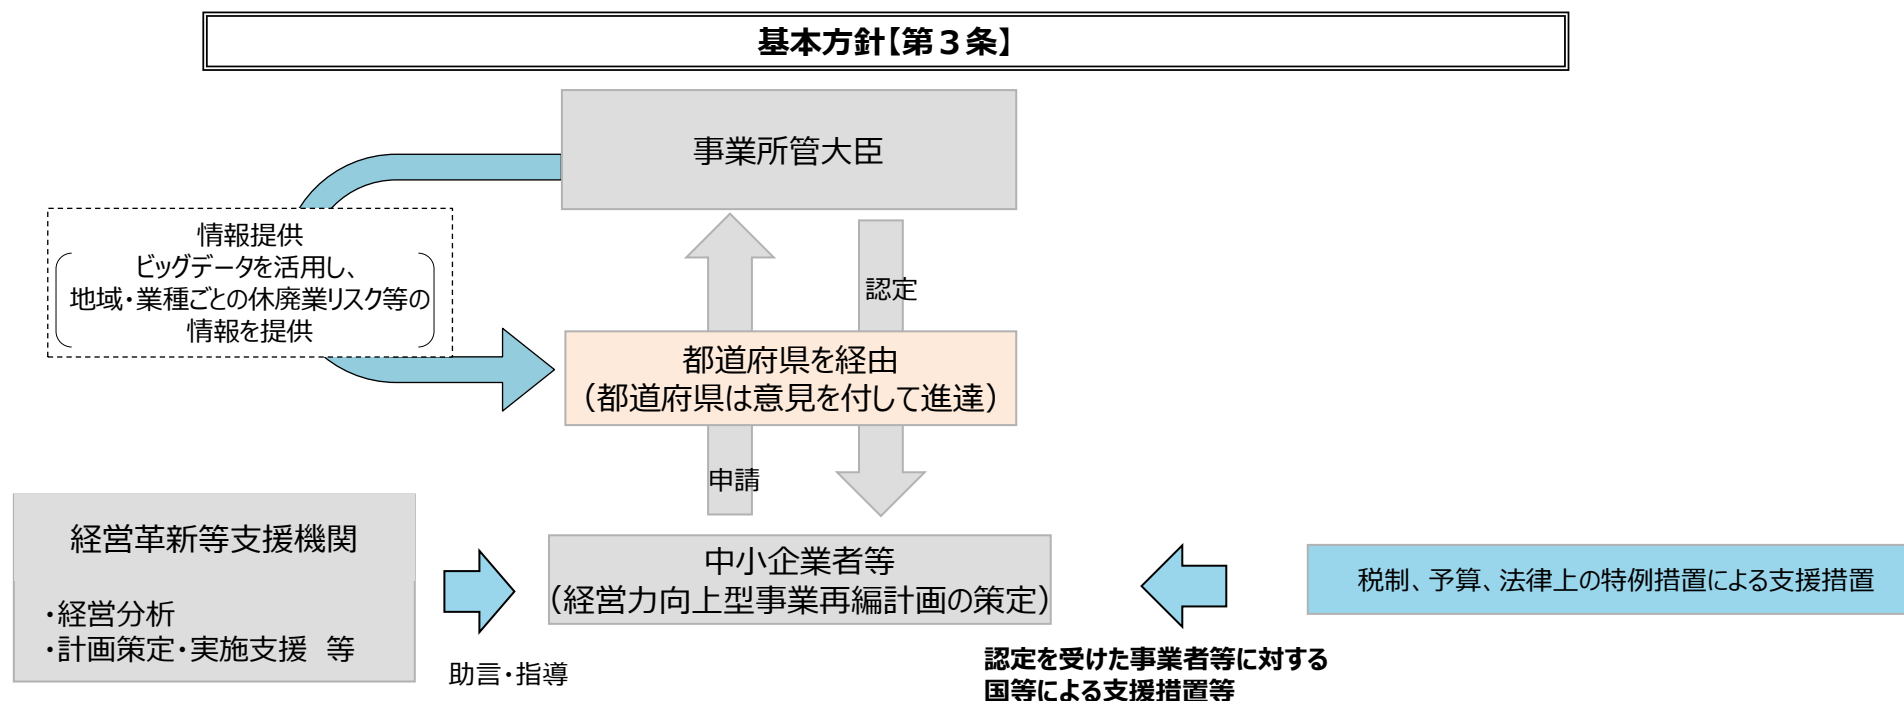 基本方針【第３条】
事業所管大臣
情報提供
ビッグデータを活用し、
地域・業種ごとの休廃業リスク等の
情報を提供
認定
都道府県を経由
（都道府県は意見を付して進達）
申請
経営革新等支援機関
・経営分析
・計画策定・実施支援　等
助言・指導
中小企業者等
（経営力向上型事業再編計画の策定）
税制、予算、法律上の特例措置による支援措置
認定を受けた事業者等に対する
国等による支援措置等